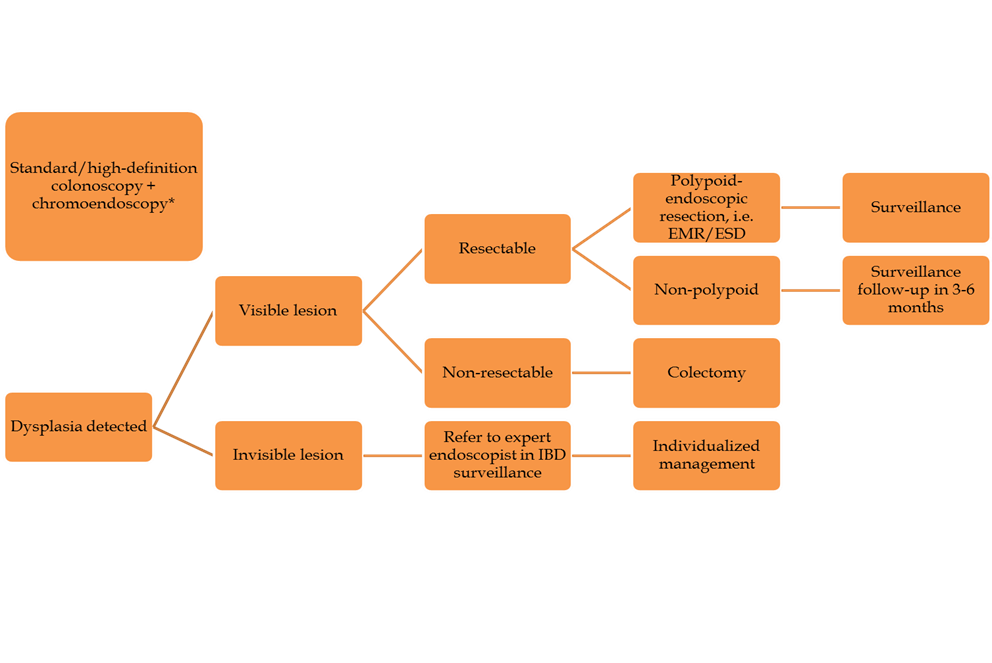 Standard/high-definition
colonoscopy +
chromoendoscopy*
Dysplasia detected
Visible lesion
Invisible lesion
Resectable
Non-resectable
Refer to expert
endoscopist in IBD
surveillance
Polypoid-
endoscopic
resection, i.e.
EMR/ESD
Non-polypoid
Colectomy
Individualized
management
Surveillance
Surveillance
follow-up in 3-6
months